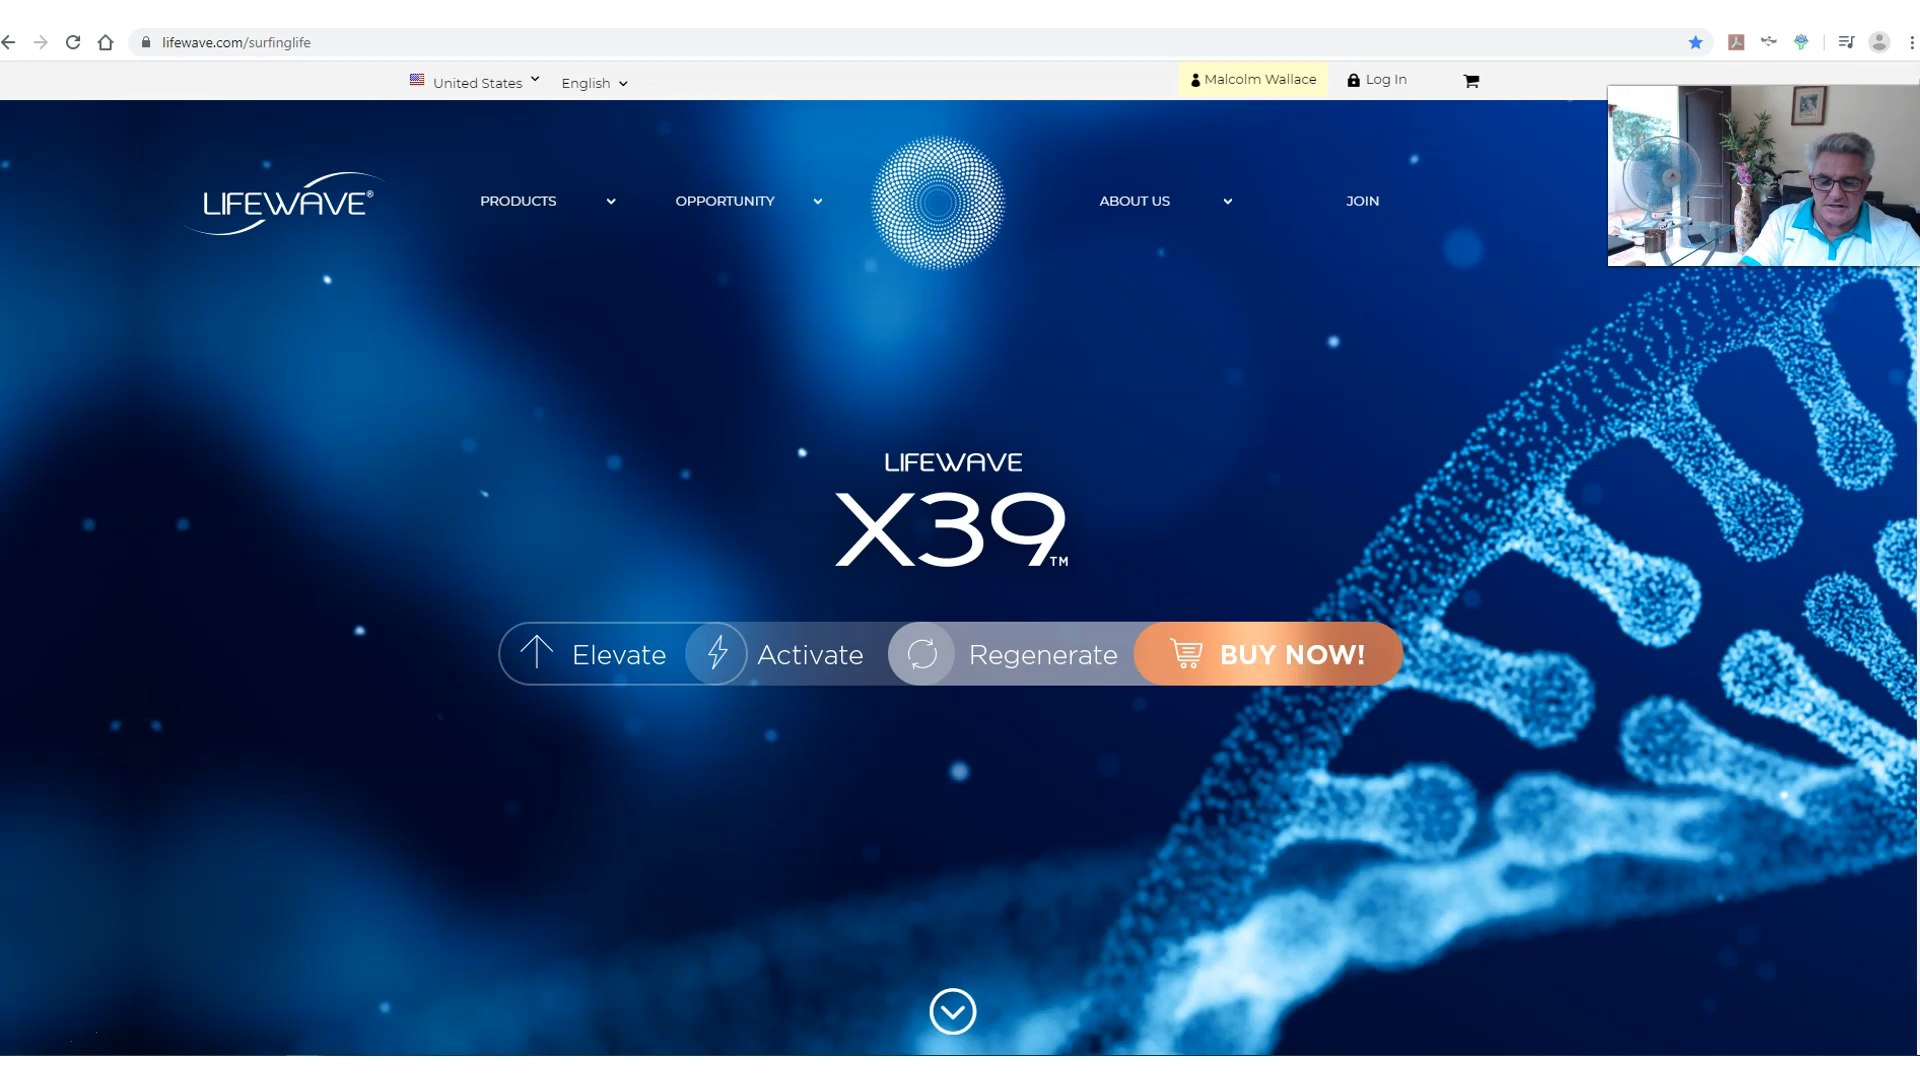 lifewave.com/surfinglife
United States English Malcolm Wallace Log In
LIFEWAVE® PRODUCTS OPPORTUNITY ABOUT US JOIN
LIFEWAVE
X39™
Elevate Activate Regenerate BUY NOW!